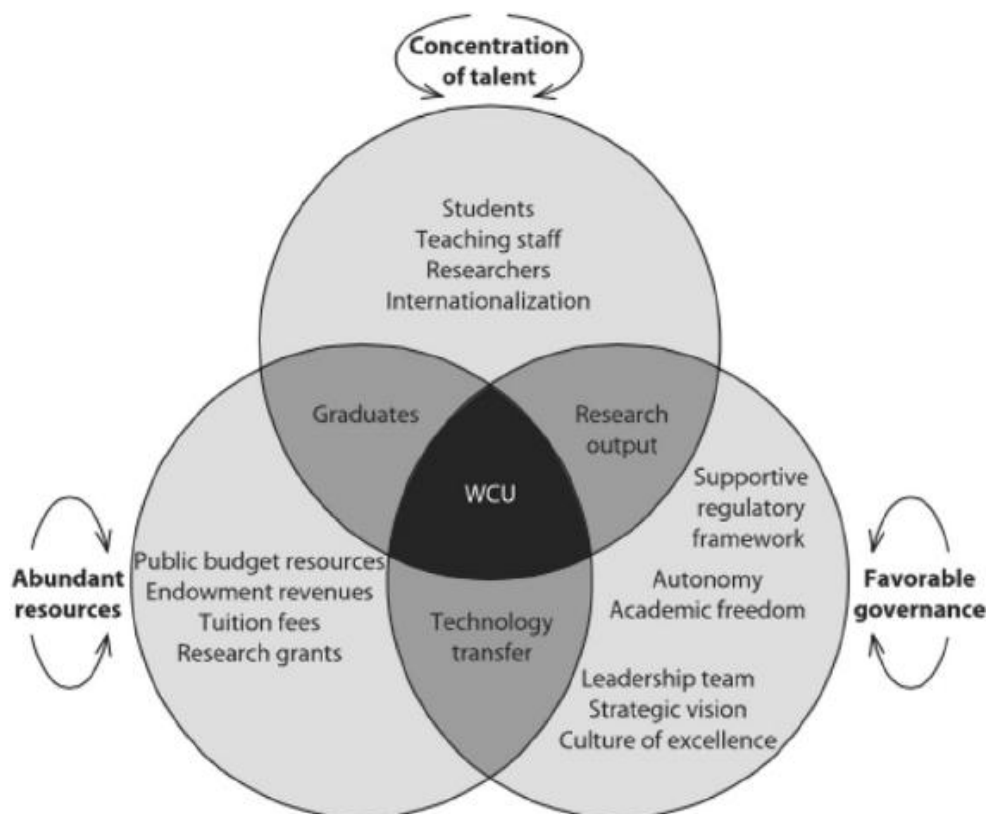 Concentration
of talent
Students
Teaching staff
Researchers
Internationalization
Graduates
Research
output
WCU
Supportive
regulatory
framework
Abundant
resources
Public budget resources
Endowment revenues
Tuition fees
Research grants
Technology
transfer
Autonomy
Academic freedom
Favorable
governance
Leadership team
Strategic vision
Culture of excellence